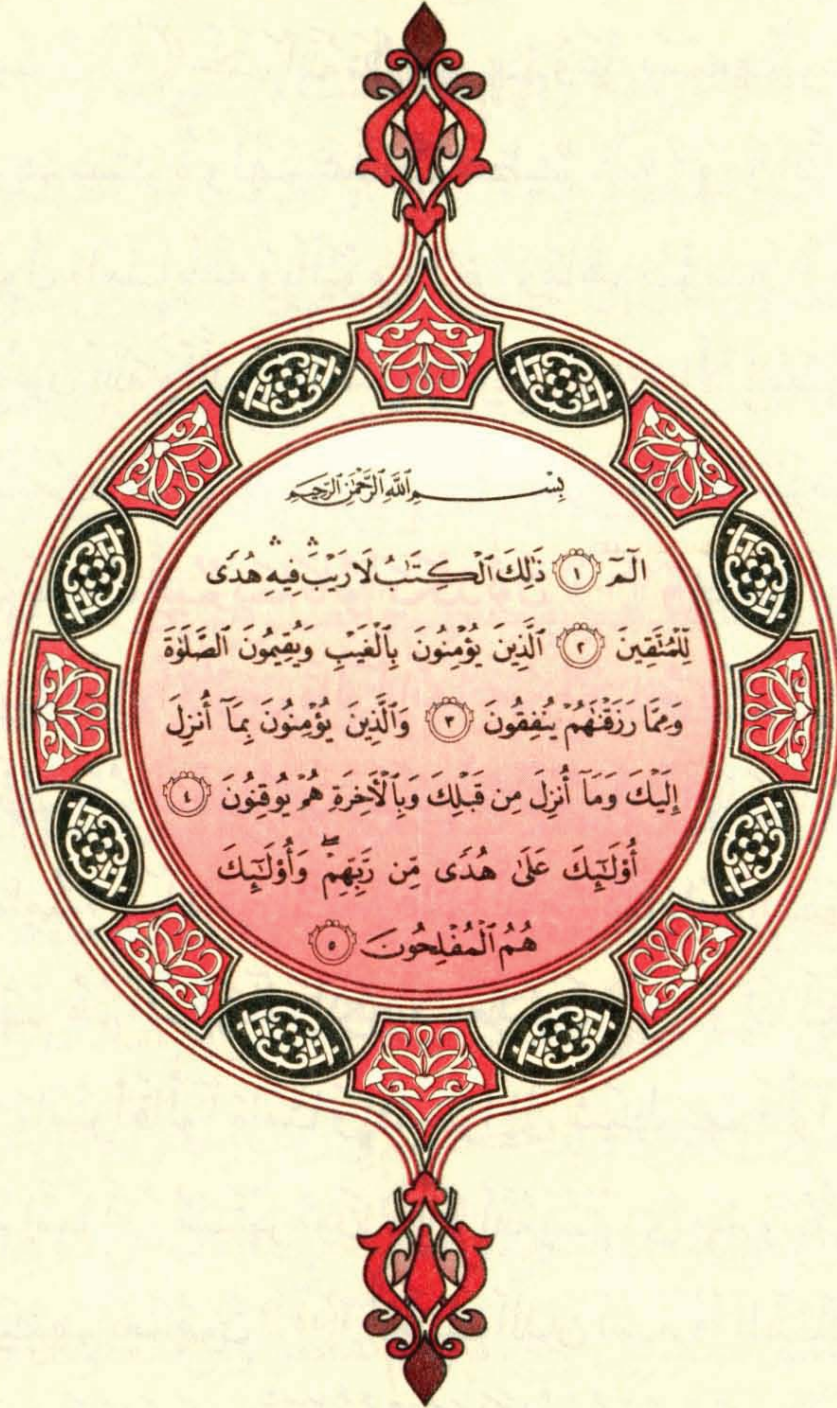 بِسْمِ ٱللَّهِ ٱلرَّحْمَٰنِ ٱلرَّحِيمِ
الٓمٓ ١ ذَٰلِكَ ٱلْكِتَٰبُ لَا رَيْبَ ۛ فِيهِ ۛ هُدًى
لِّلْمُتَّقِينَ ٢ ٱلَّذِينَ يُؤْمِنُونَ بِٱلْغَيْبِ وَيُقِيمُونَ ٱلصَّلَوٰةَ
وَمِمَّا رَزَقْنَٰهُمْ يُنفِقُونَ ٣ وَٱلَّذِينَ يُؤْمِنُونَ بِمَآ أُنزِلَ
إِلَيْكَ وَمَآ أُنزِلَ مِن قَبْلِكَ وَبِٱلْأَخِرَةِ هُمْ يُوقِنُونَ ٤
أُو۟لَٰٓئِكَ عَلَىٰ هُدًى مِّن رَّبِّهِمْ ۖ وَأُو۟لَٰٓئِكَ
هُمُ ٱلْمُفْلِحُونَ ٥